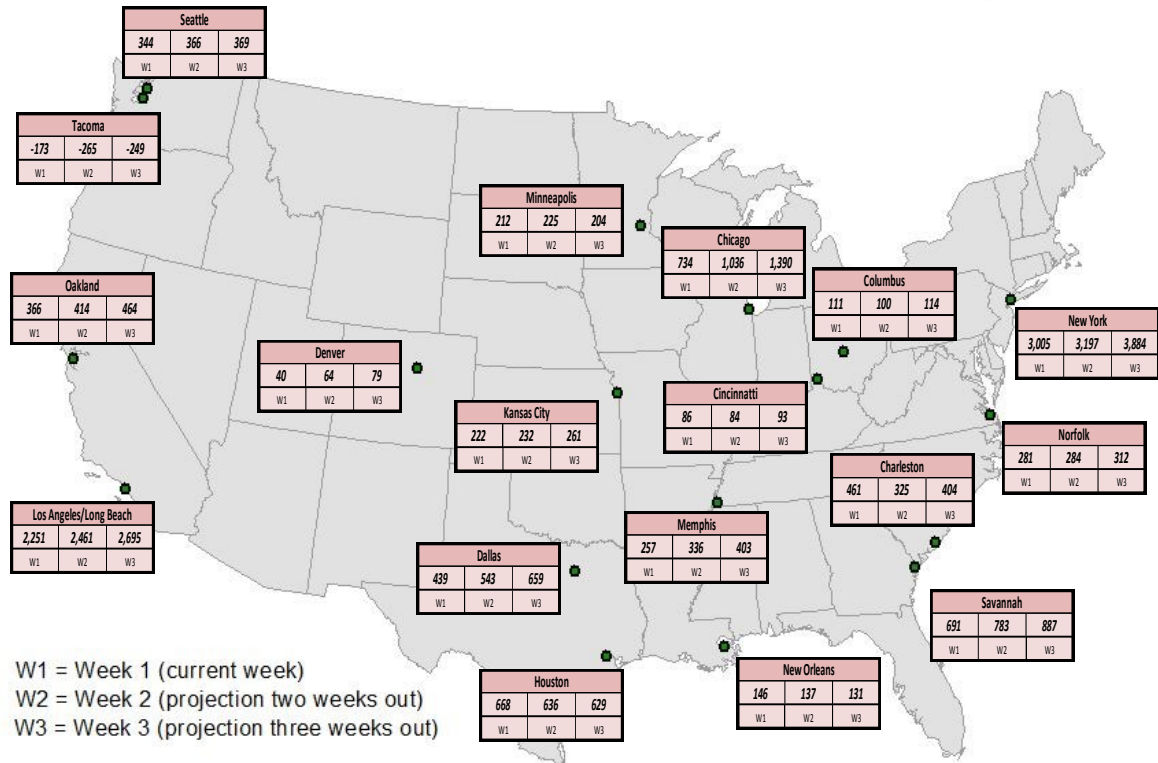 Seattle
344 366 369
W1 W2 W3
Tacoma
-173 -265 -249
W1 W2 W3
Minneapolis
212 225 204
W1 W2 W3
Chicago
734 1,036 1,390
W1 W2 W3
Columbus
111 100 114
W1 W2 W3
Oakland
366 414 464
W1 W2 W3
New York
3,005 3,197 3,884
W1 W2 W3
Denver
40 64 79
W1 W2 W3
Cincinnatti
86 84 93
W1 W2 W3
Kansas City
222 232 261
W1 W2 W3
Norfolk
281 284 312
W1 W2 W3
Charleston
461 325 404
W1 W2 W3
Los Angeles/Long Beach
2,251 2,461 2,695
W1 W2 W3
Memphis
257 336 403
W1 W2 W3
Dallas
439 543 659
W1 W2 W3
Savannah
691 783 887
W1 W2 W3
New Orleans
146 137 131
W1 W2 W3
Houston
668 636 629
W1 W2 W3
W1 = Week 1 (current week)
W2 = Week 2 (projection two weeks out)
W3 = Week 3 (projection three weeks out)